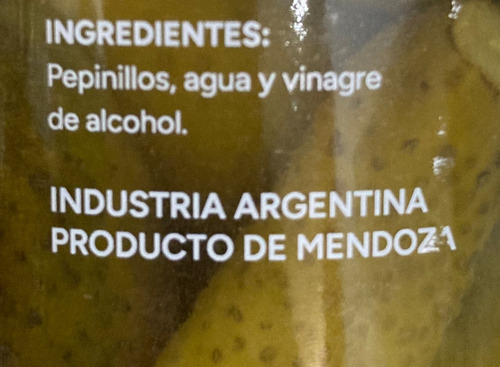 INGREDIENTES:
Pepinillos, agua y vinagre
de alcohol.
INDUSTRIA ARGENTINA
PRODUCTO DE MENDOZA